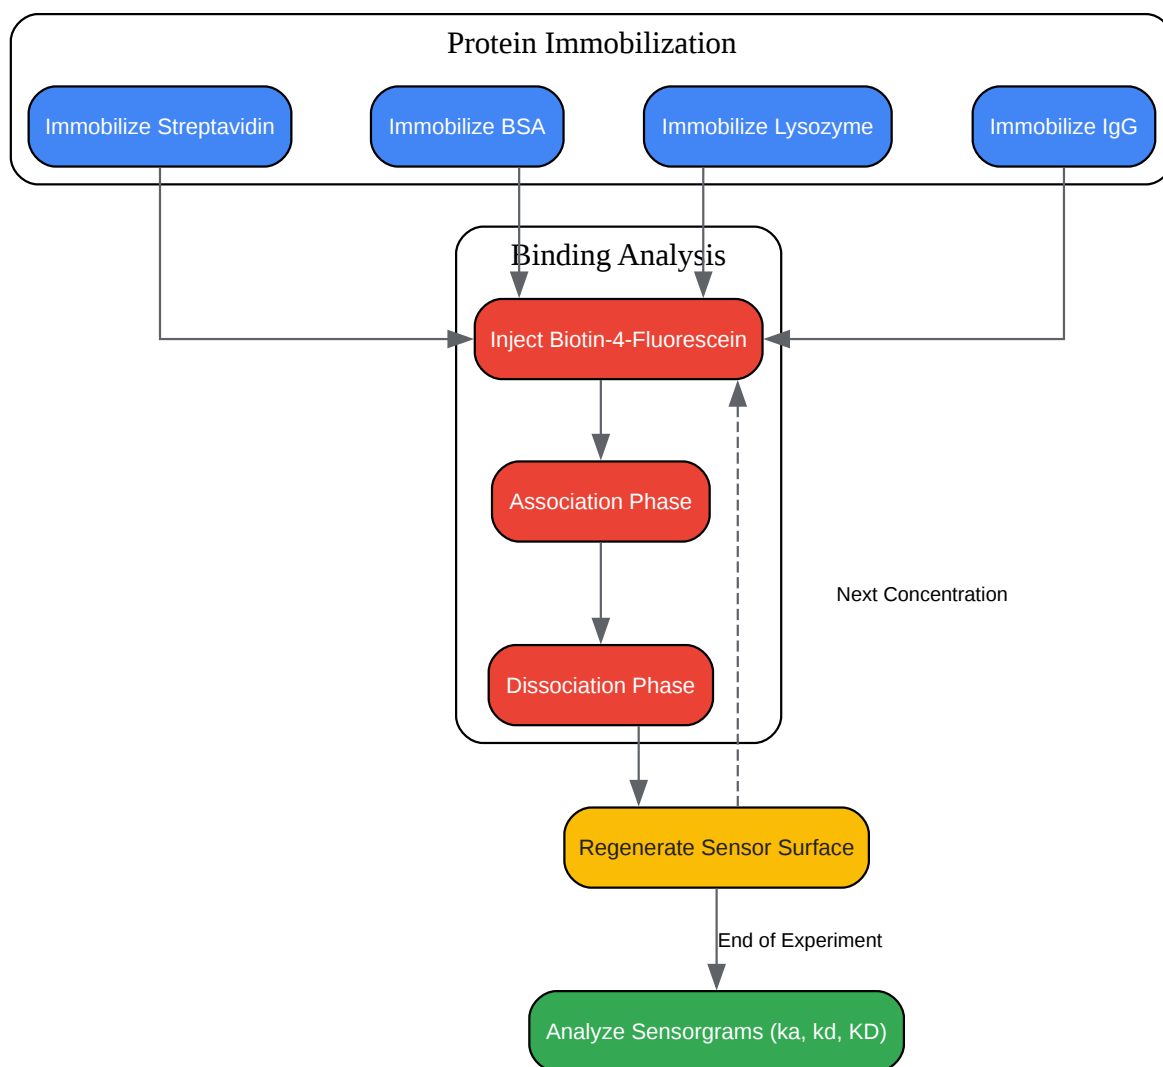 Protein Immobilization
Immobilize Streptavidin
Immobilize BSA
Immobilize Lysozyme
Immobilize IgG
Binding Analysis
Inject Biotin-4-Fluorescein
Association Phase
Next Concentration
Dissociation Phase
Regenerate Sensor Surface
End of Experiment
Analyze Sensorgrams (ka, kd, KD)